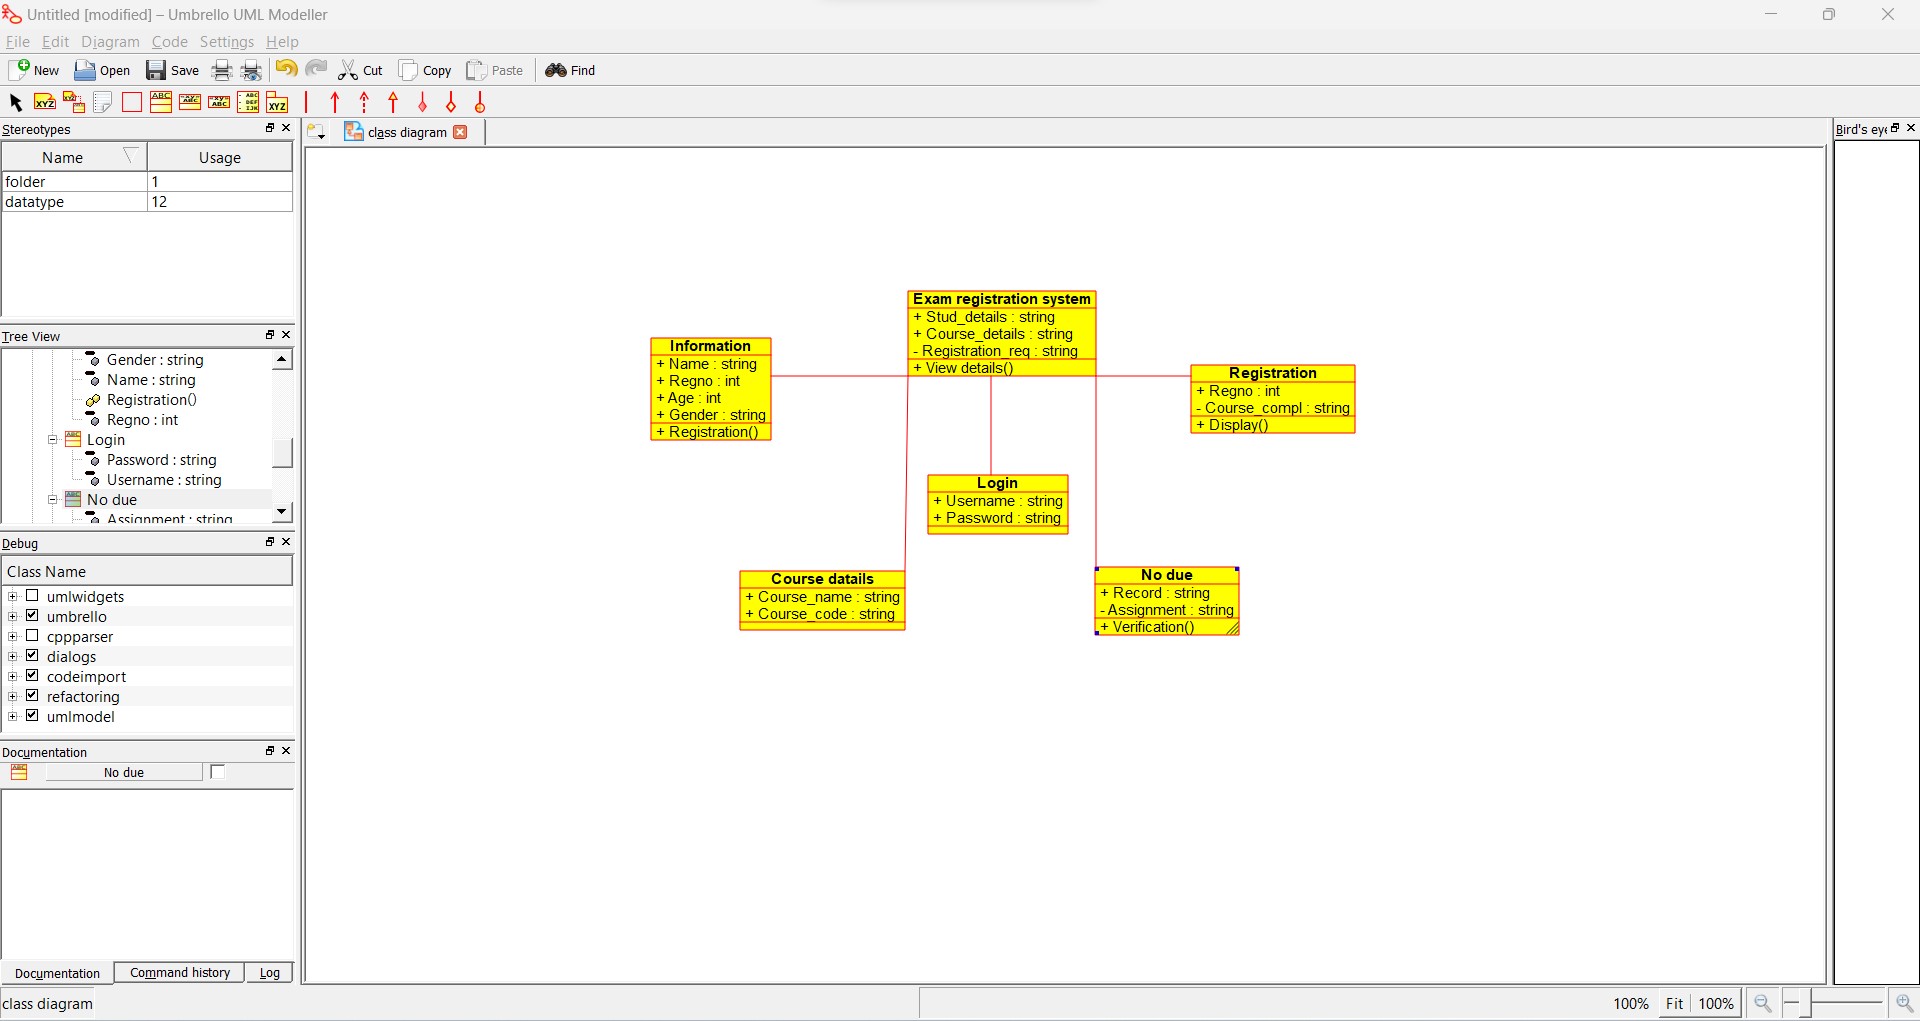 Untitled [modified] – Umbrello UML Modeller
File Edit Diagram Code Settings Help
New Open Save Cut Copy Paste Find
Stereotypes
Name Usage
folder 1
datatype 12
Tree View
Gender : string
Name : string
Registration()
Regno : int
Login
Password : string
Username : string
No due
Assignment : string
Debug
Class Name
umlwidgets
umbrello
cppparser
dialogs
codeimport
refactoring
umlmodel
Documentation
No due
Documentation Command history Log
class diagram
class diagram
Exam registration system
+ Stud_details : string
+ Course_details : string
- Registration_req : string
+ View details()
Information
+ Name : string
+ Regno : int
+ Age : int
+ Gender : string
+ Registration()
Registration
+ Regno : int
- Course_compl : string
+ Display()
Login
+ Username : string
+ Password : string
Course datails
+ Course_name : string
+ Course_code : string
No due
+ Record : string
- Assignment : string
+ Verification()
Bird's eye
100% Fit 100%